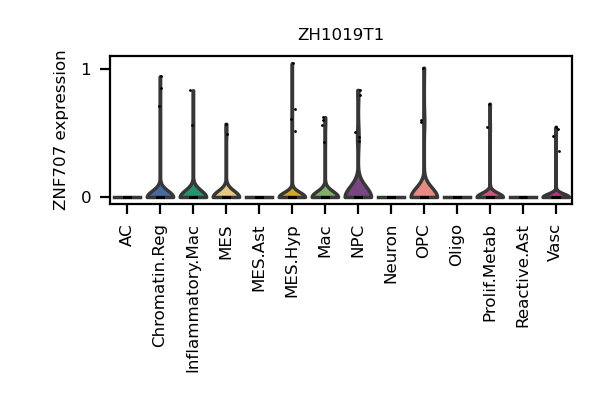 ZH1019T1
ZNF707 expression
1
0
AC
Chromatin.Reg
Inflammatory.Mac
MES
MES.Ast
MES.Hyp
Mac
NPC
Neuron
OPC
Oligo
Prolif.Metab
Reactive.Ast
Vasc